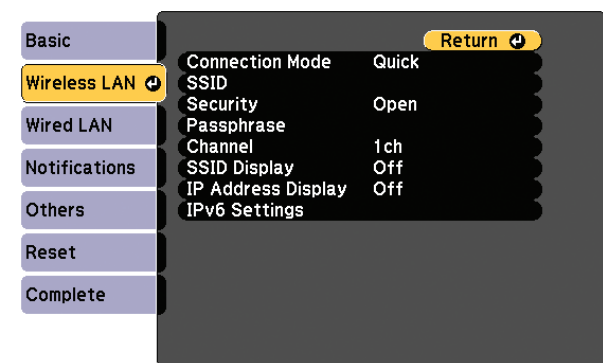 Basic
Wireless LAN
Wired LAN
Notifications
Others
Reset
Complete
Return
Connection Mode Quick
SSID
Security Open
Passphrase
Channel 1ch
SSID Display Off
IP Address Display Off
IPv6 Settings